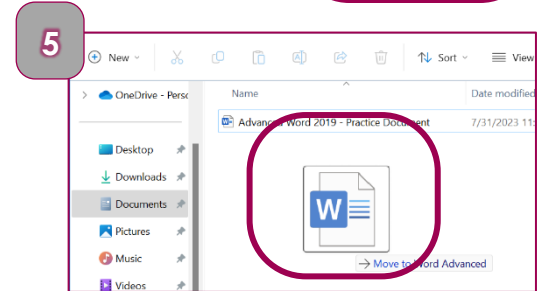 5
New Sort View
OneDrive - Perso Name Date modified
Advanced Word 2019 - Practice Document 7/31/2023 11:
Desktop
Downloads
Documents
Pictures
W
Music → Move to Word Advanced
Videos